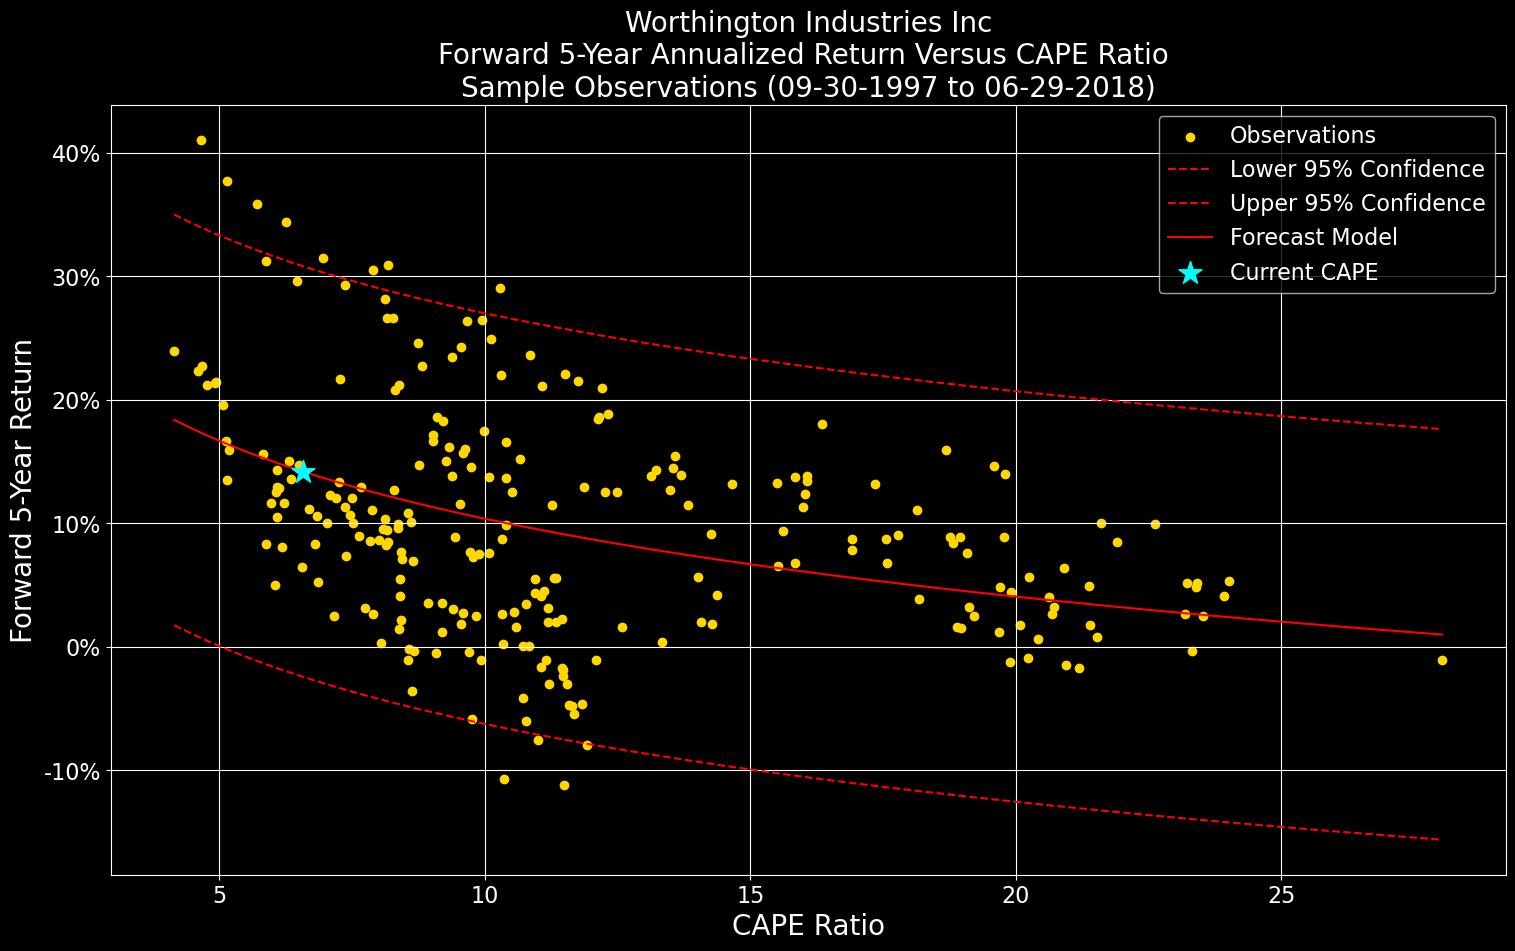 Worthington Industries Inc
Forward 5-Year Annualized Return Versus CAPE Ratio
Sample Observations (09-30-1997 to 06-29-2018)
Observations
Lower 95% Confidence
Upper 95% Confidence
Forecast Model
Current CAPE
Forward 5-Year Return
40%
30%
20%
10%
0%
-10%
5
10
15
20
25
CAPE Ratio